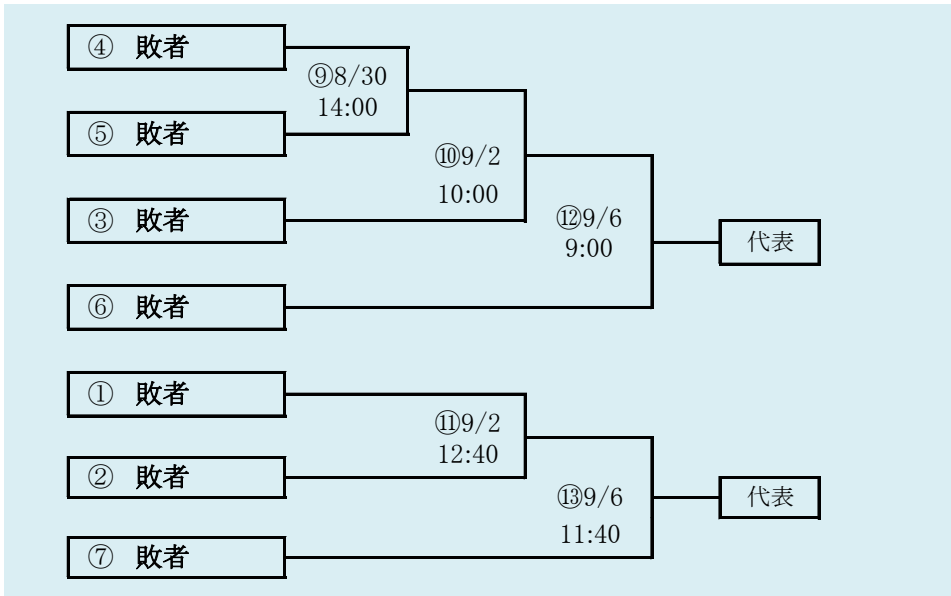 ④ 敗者
⑨8/30
14:00
⑤ 敗者
⑩9/2
10:00
③ 敗者
⑫9/6
9:00
代表
⑥ 敗者
① 敗者
⑪9/2
12:40
② 敗者
⑬9/6
11:40
代表
⑦ 敗者